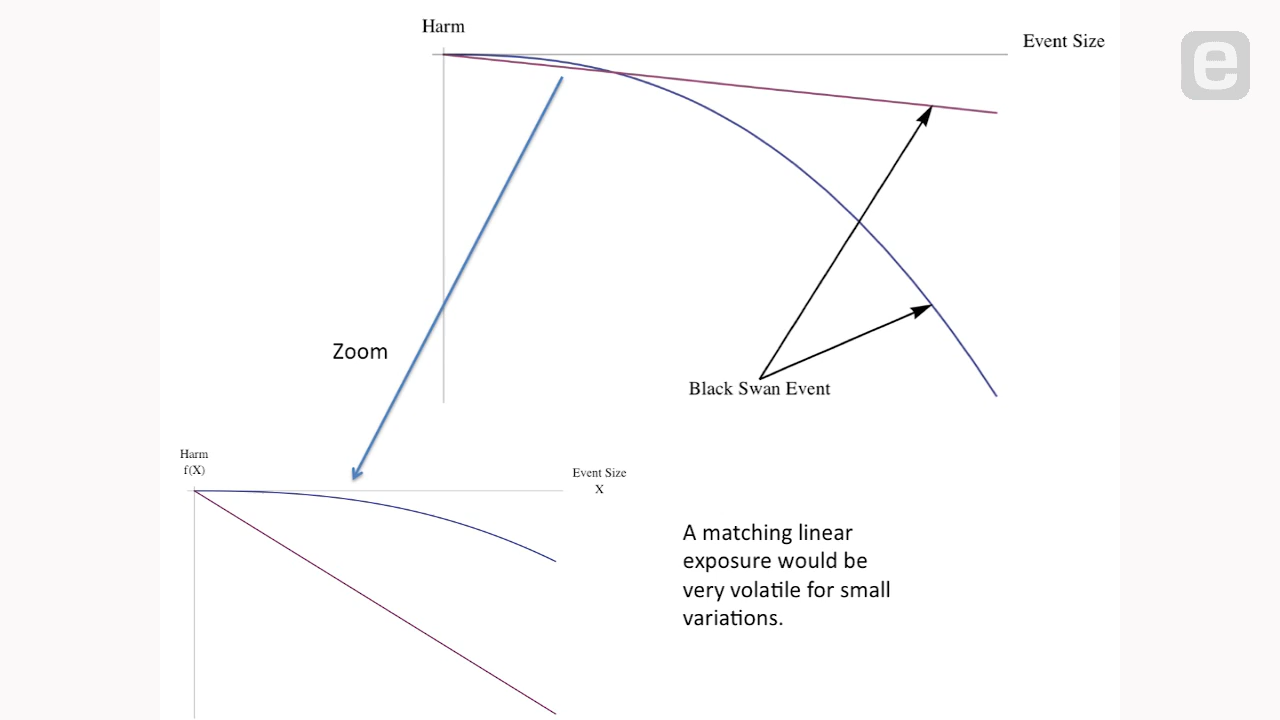 Harm
Event Size
e
Zoom
Black Swan Event
Harm
f(X)
Event Size
X
A matching linear
exposure would be
very volatile for small
variations.